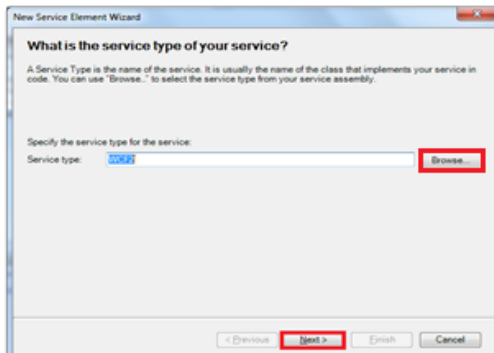 New Service Element Wizard
What is the service type of your service?
A Service Type is the name of the service. It is usually the name of the class that implements your service in
code. You can use "Browse.." to select the service type from your service assembly.
Specify the service type for the service:
Service type: WCF2 Browse...
< Previous Next > Finish Cancel